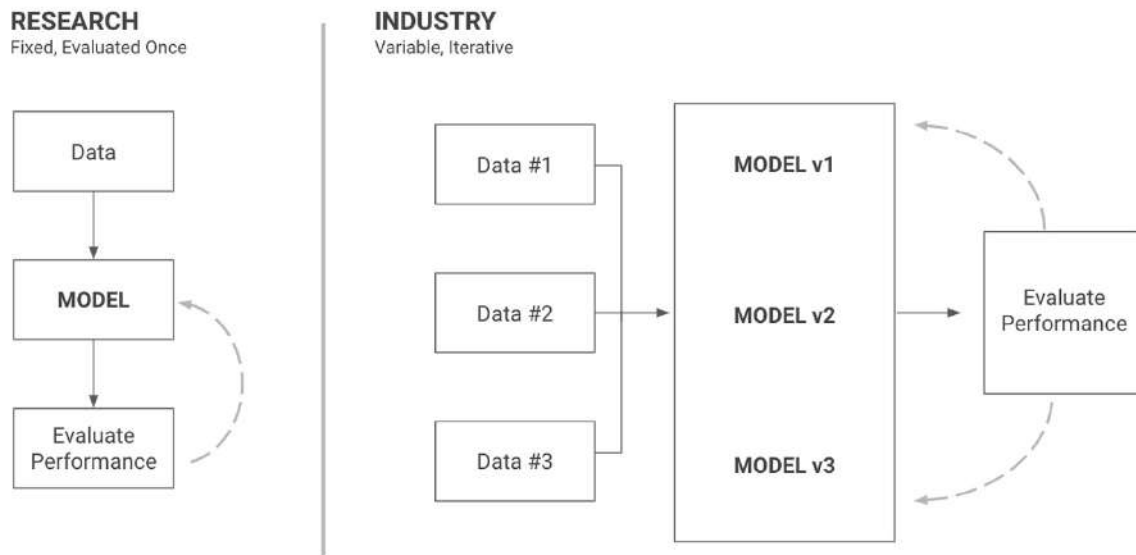 RESEARCH
Fixed, Evaluated Once
Data
MODEL
Evaluate
Performance
INDUSTRY
Variable, Iterative
Data #1
Data #2
Data #3
MODEL v1
MODEL v2
MODEL v3
Evaluate
Performance